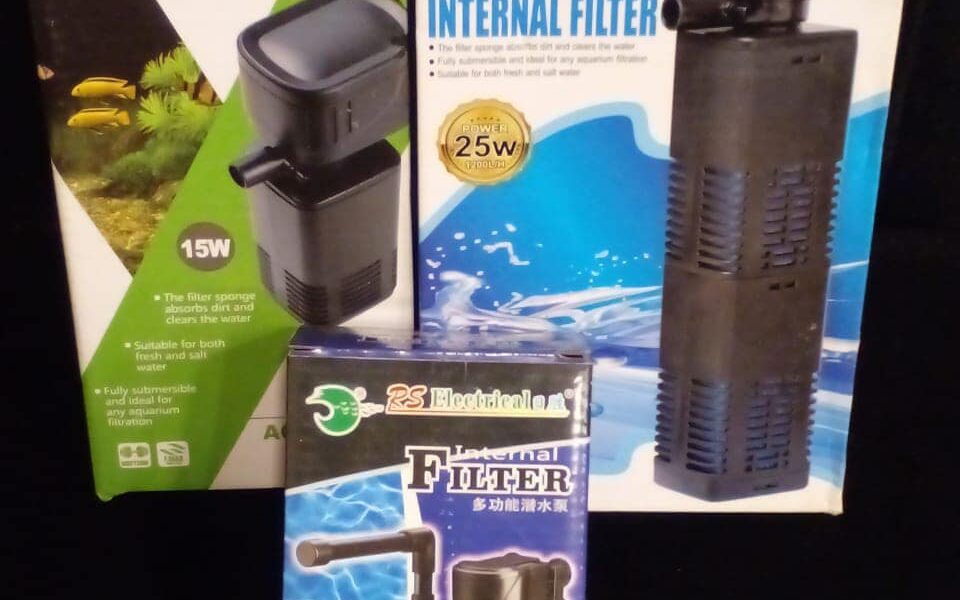 15W
The filter sponge
absorbs dirt and
clears the water
Suitable for both
fresh and salt
water
Fully submersible
and ideal for
any aquarium
filtration
INTERNAL FILTER
The filter sponge absorbs dirt and clears the water
Fully submersible and ideal for any aquarium filtration
Suitable for both fresh and salt water
POWER
25W
1700L/H
RS Electrical
Internal
FILTER
多功能潜水泵